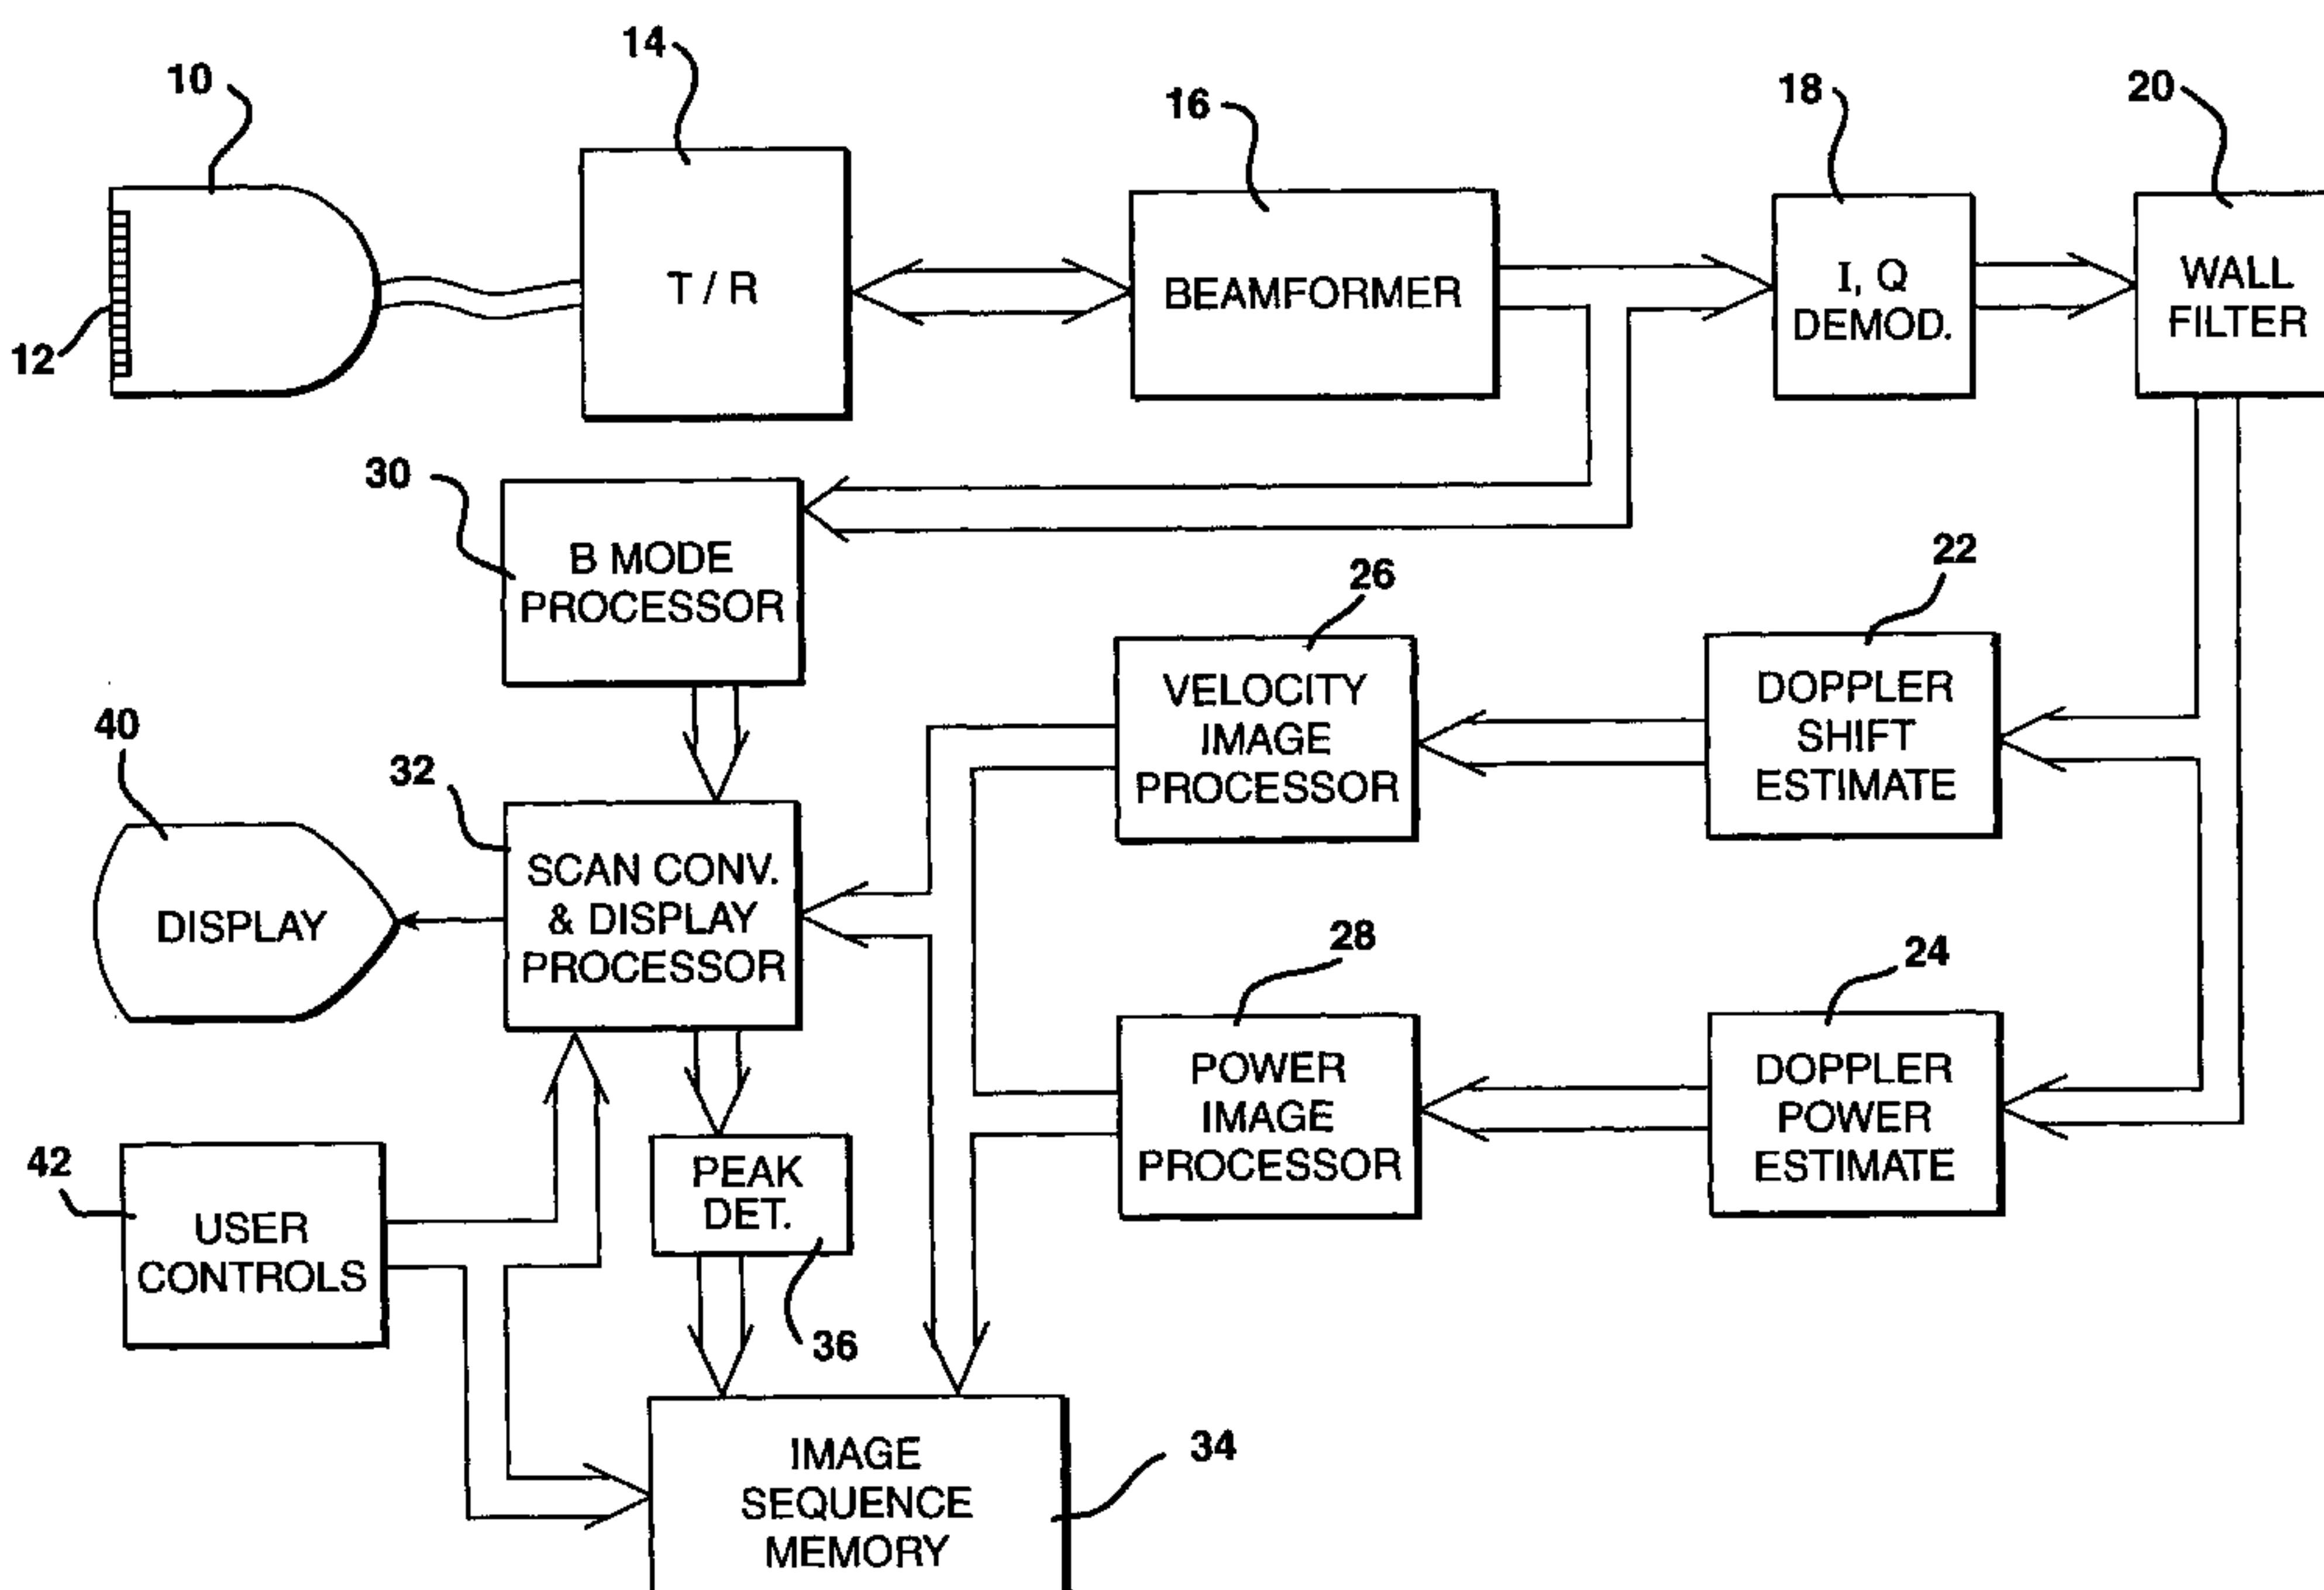 10
14
16
18
20
12
T / R
BEAMFORMER
I, Q
DEMOD.
WALL
FILTER
30
B MODE
PROCESSOR
26
22
VELOCITY
IMAGE
PROCESSOR
DOPPLER
SHIFT
ESTIMATE
40
32
DISPLAY
SCAN CONV.
& DISPLAY
PROCESSOR
28
24
POWER
IMAGE
PROCESSOR
DOPPLER
POWER
ESTIMATE
42
USER
CONTROLS
PEAK
DET.
36
IMAGE
SEQUENCE
MEMORY
34